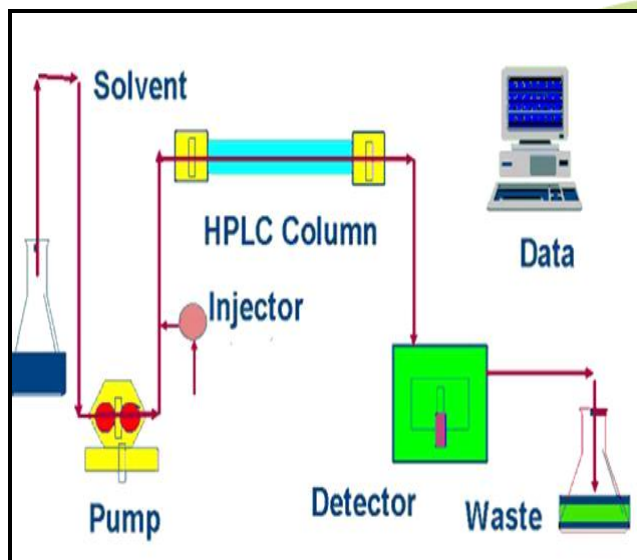 Solvent
HPLC Column
Data
Injector
Detector
Waste
Pump